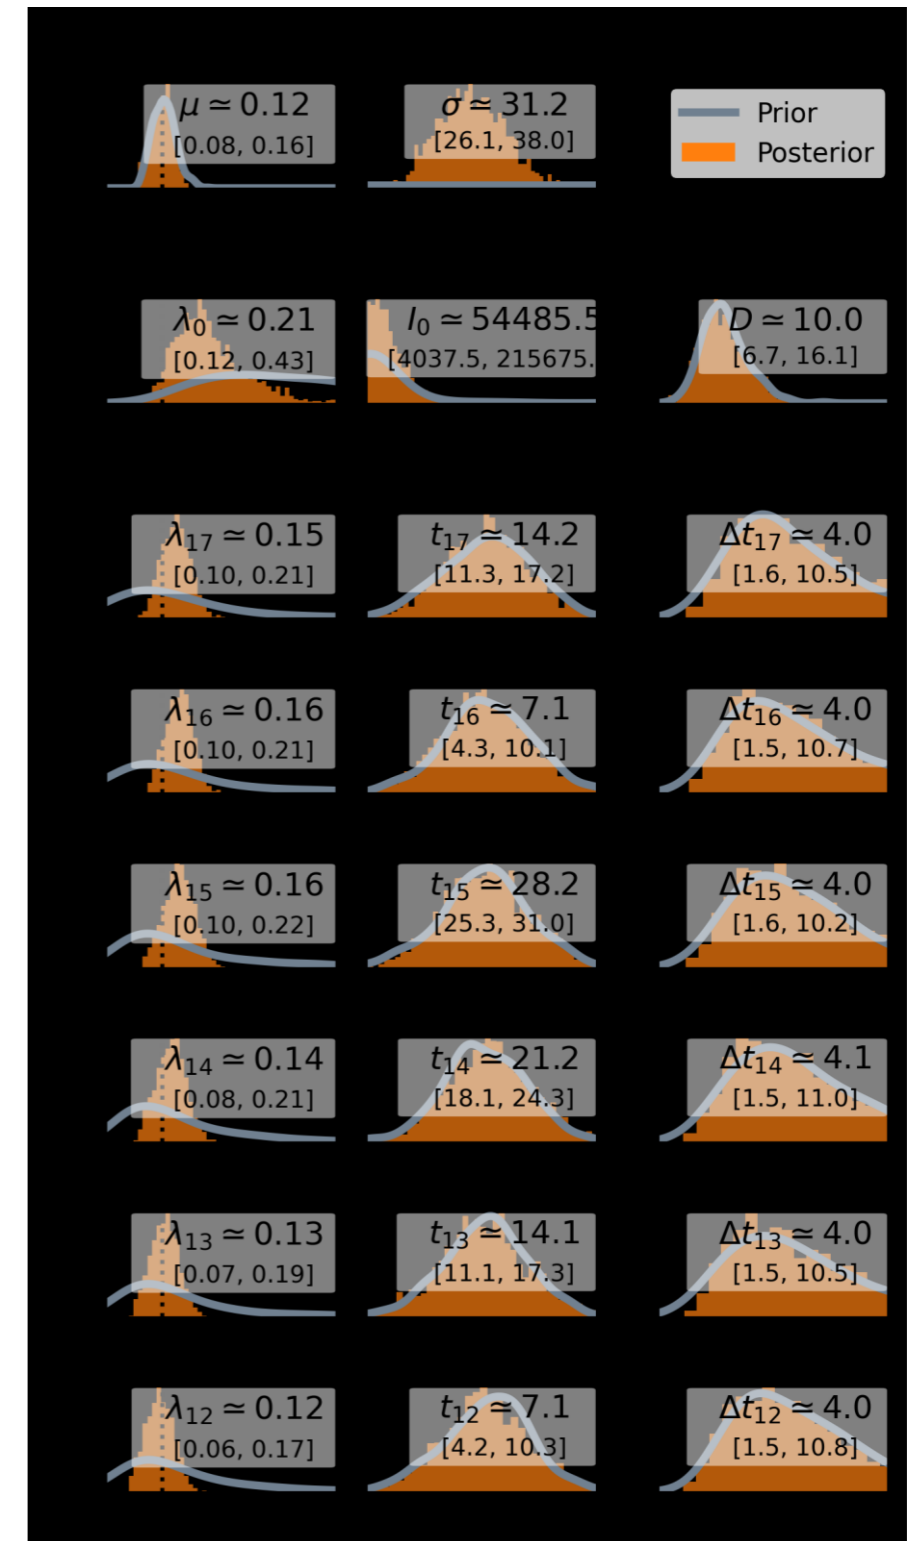 μ ≃ 0.12
[0.08, 0.16]
σ ≃ 31.2
[26.1, 38.0]
Prior
Posterior
λ₀ ≃ 0.21
[0.12, 0.43]
I₀ ≃ 54485.5
[4037.5, 215675.
D ≃ 10.0
[6.7, 16.1]
λ₁₇ ≃ 0.15
[0.10, 0.21]
t₁₇ ≃ 14.2
[11.3, 17.2]
Δt₁₇ ≃ 4.0
[1.6, 10.5]
λ₁₆ ≃ 0.16
[0.10, 0.21]
t₁₆ ≃ 7.1
[4.3, 10.1]
Δt₁₆ ≃ 4.0
[1.5, 10.7]
λ₁₅ ≃ 0.16
[0.10, 0.22]
t₁₅ ≃ 28.2
[25.3, 31.0]
Δt₁₅ ≃ 4.0
[1.6, 10.2]
λ₁₄ ≃ 0.14
[0.08, 0.21]
t₁₄ ≃ 21.2
[18.1, 24.3]
Δt₁₄ ≃ 4.1
[1.5, 11.0]
λ₁₃ ≃ 0.13
[0.07, 0.19]
t₁₃ ≃ 14.1
[11.1, 17.3]
Δt₁₃ ≃ 4.0
[1.5, 10.5]
λ₁₂ ≃ 0.12
[0.06, 0.17]
t₁₂ ≃ 7.1
[4.2, 10.3]
Δt₁₂ ≃ 4.0
[1.5, 10.8]